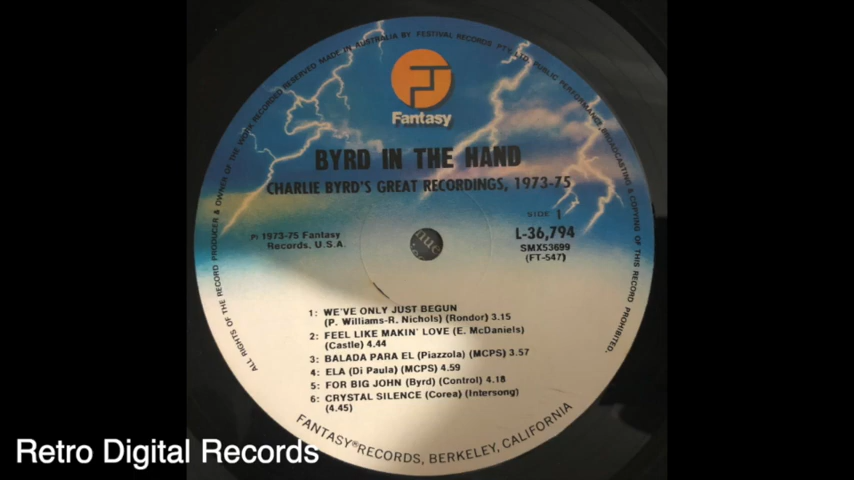 ALL RIGHTS OF THE RECORD PRODUCER & OWNER OF THE WORK RECORDED RESERVED MADE IN AUSTRALIA BY FESTIVAL RECORDS PTY. LTD. PUBLIC PERFORMANCE, BROADCASTING & COPYING OF THIS RECORD PROHIBITED.
Fantasy
BYRD IN THE HAND
CHARLIE BYRD'S GREAT RECORDINGS, 1973-75
SIDE 1
L-36,794
SMX53699
(FT-547)
(P) 1973-75 Fantasy
Records, U.S.A.
1: WE'VE ONLY JUST BEGUN
(P. Williams-R. Nichols) (Rondor) 3.15
2: FEEL LIKE MAKIN' LOVE (E. McDaniels)
(Castle) 4.44
3: BALADA PARA EL (Piazzola) (MCPS) 3.57
4: ELA (Di Paula) (MCPS) 4.59
5: FOR BIG JOHN (Byrd) (Control) 4.18
6: CRYSTAL SILENCE (Corea) (Intersong)
(4.45)
FANTASY® RECORDS, BERKELEY, CALIFORNIA
Retro Digital Records